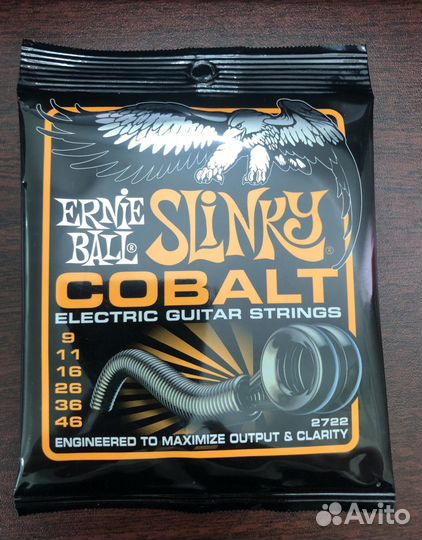 ERNIE BALL® SLINKY®
COBALT
ELECTRIC GUITAR STRINGS
9
11
16
26
36
46
2722
ENGINEERED TO MAXIMIZE OUTPUT & CLARITY
Avito